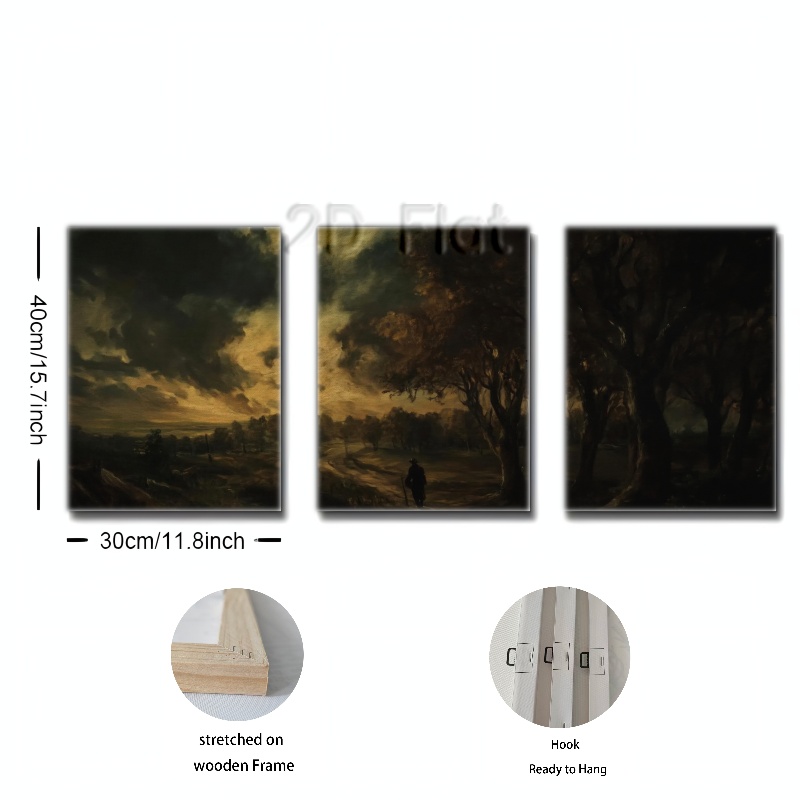 2D Flat
40cm/15.7inch
30cm/11.8inch
stretched on
wooden Frame
Hook
Ready to Hang